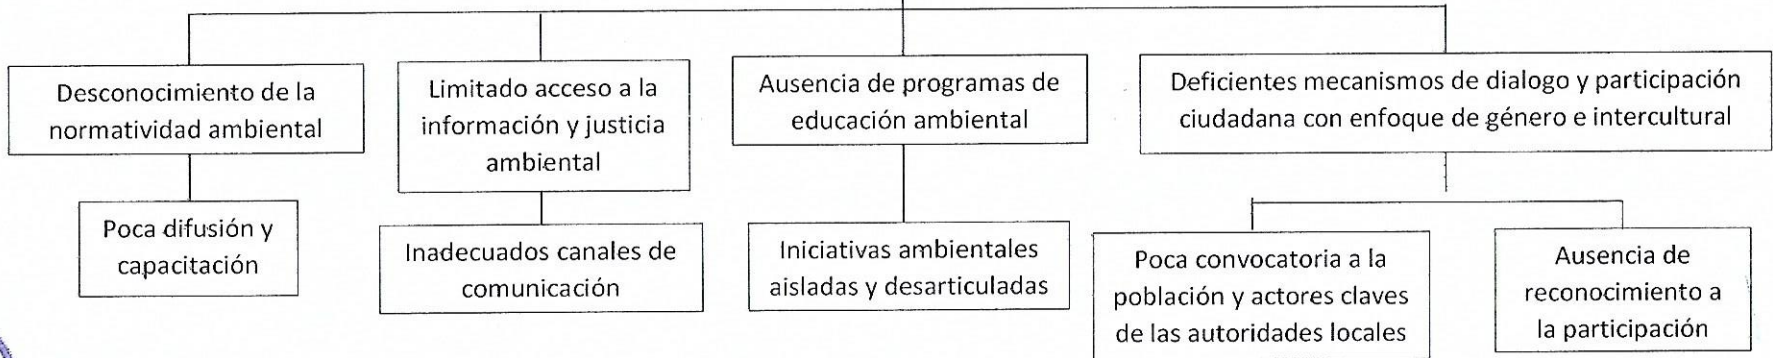 Desconocimiento de la
normatividad ambiental
Limitado acceso a la
información y justicia
ambiental
Ausencia de programas de
educación ambiental
Deficientes mecanismos de dialogo y participación
ciudadana con enfoque de género e intercultural
Poca difusión y
capacitación
Inadecuados canales de
comunicación
Iniciativas ambientales
aisladas y desarticuladas
Poca convocatoria a la
población y actores claves
de las autoridades locales
Ausencia de
reconocimiento a
la participación